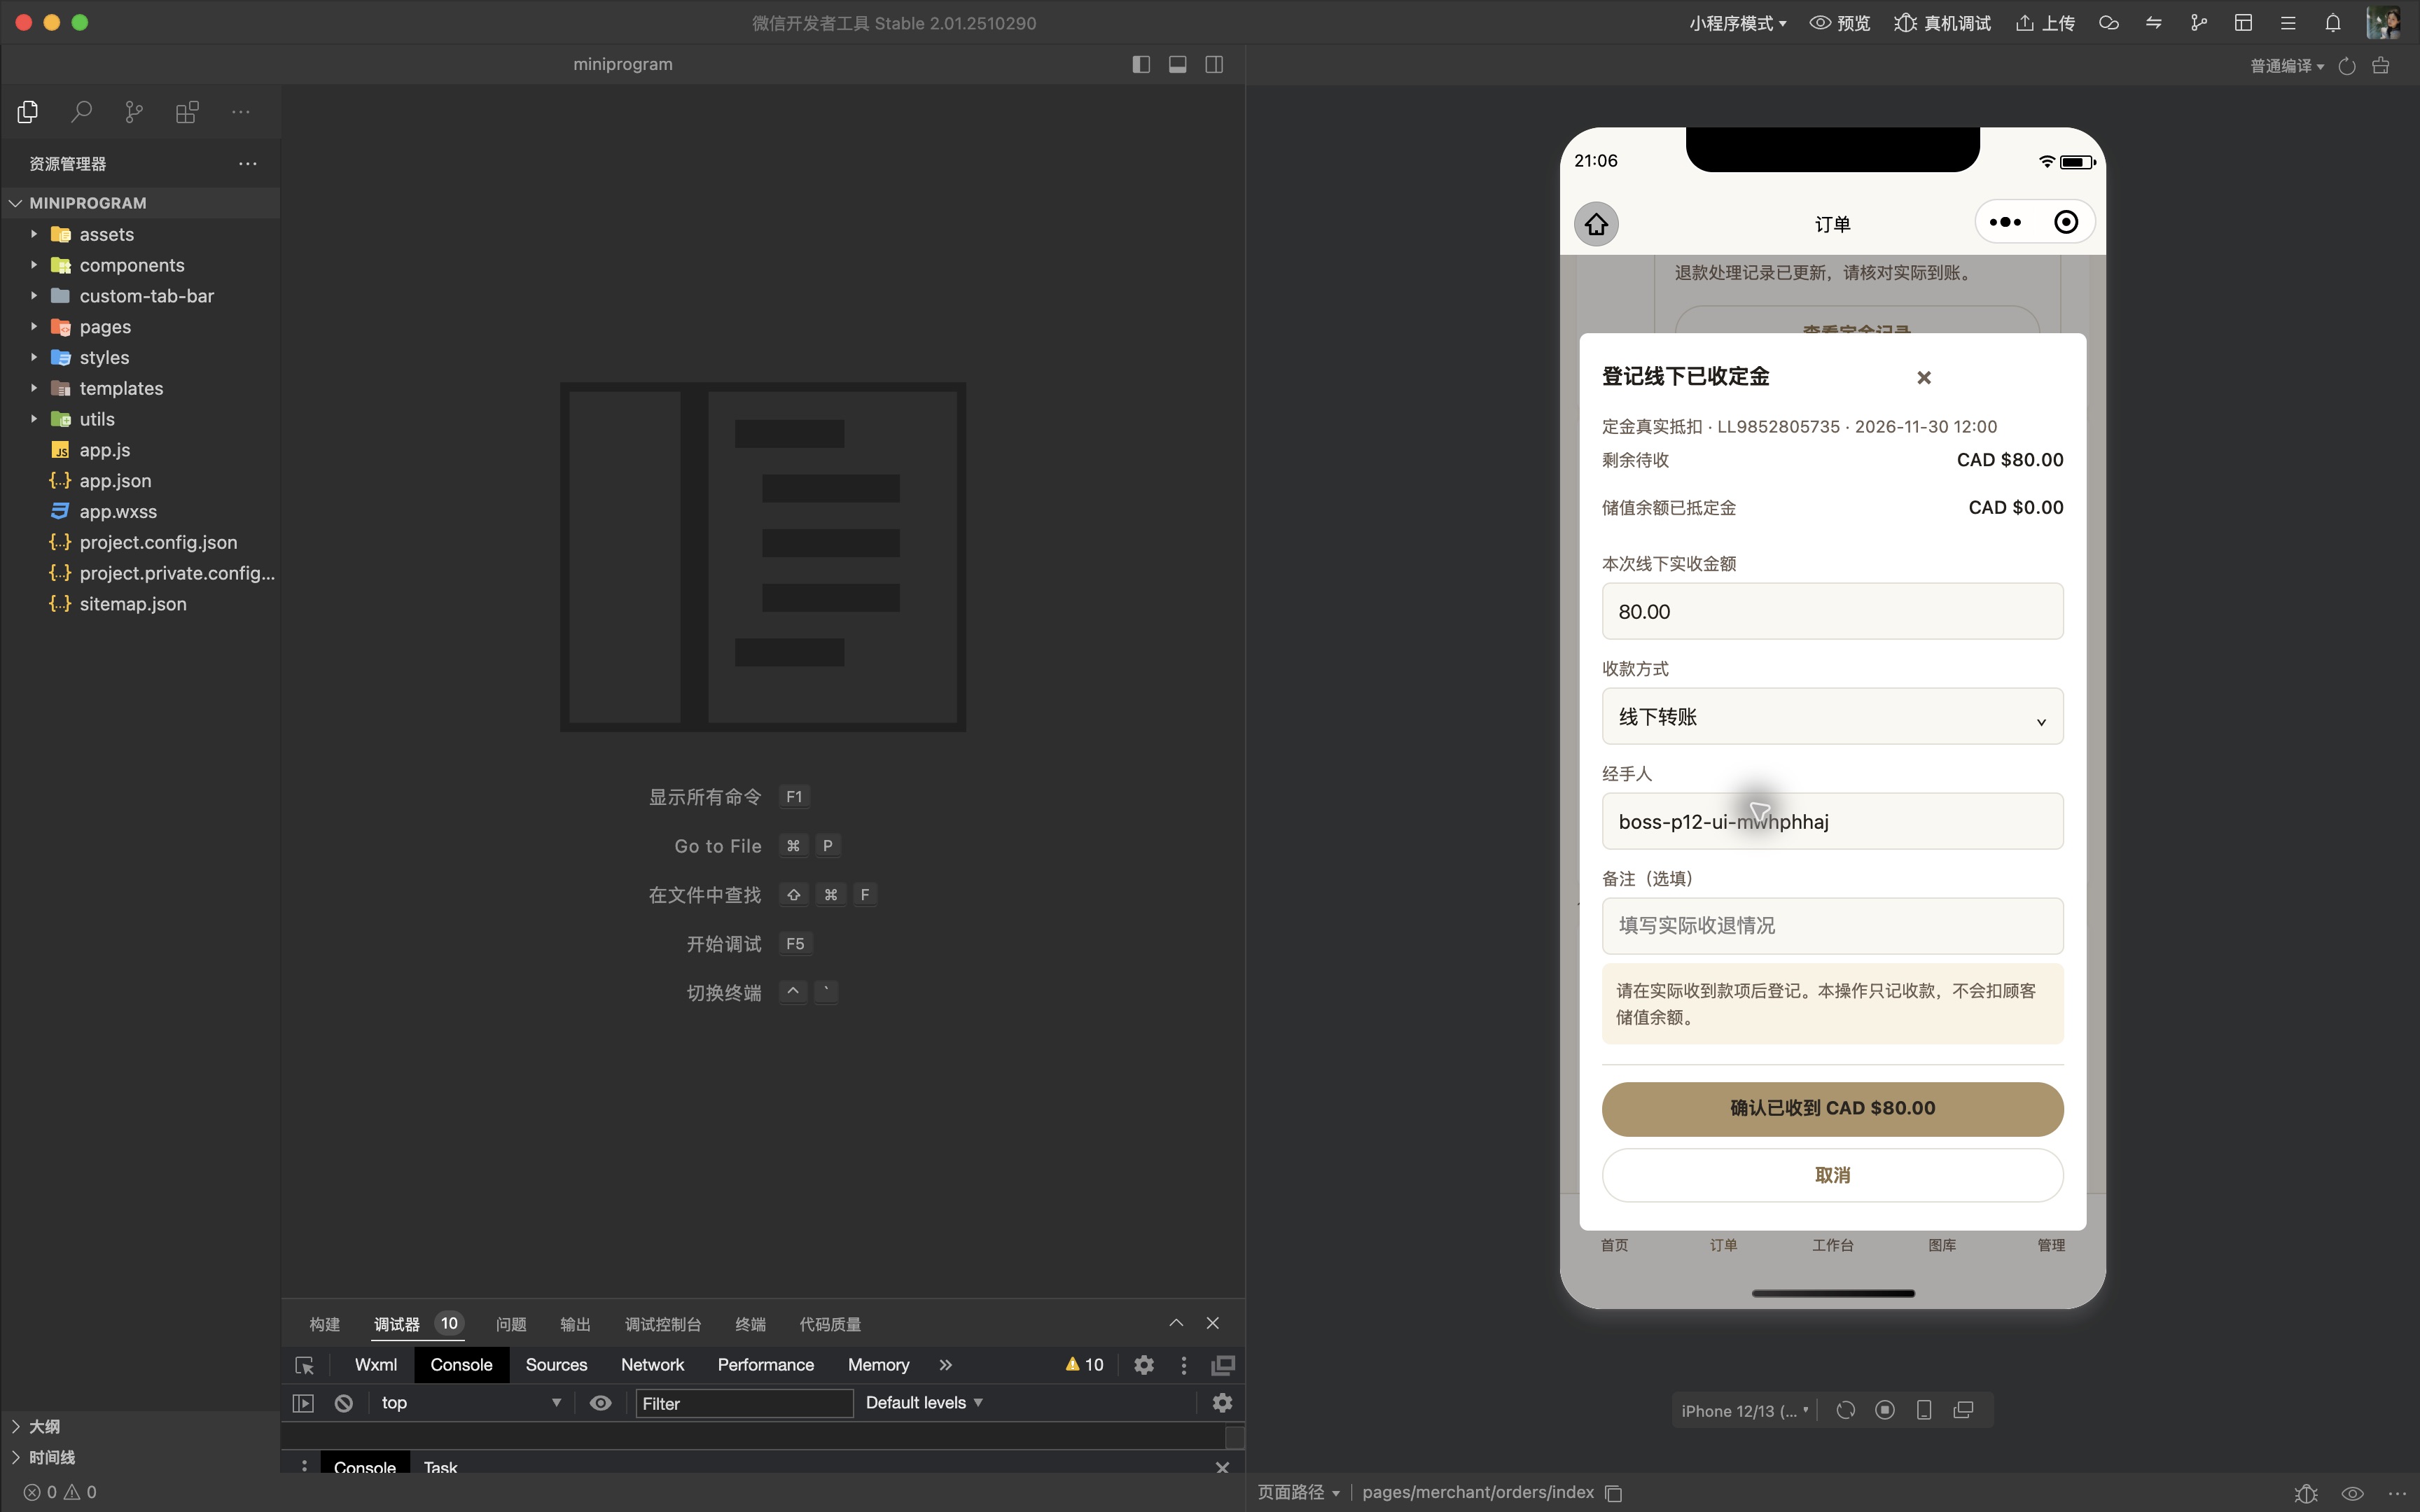 微信开发者工具 Stable 2.01.2510290
小程序模式
预览
真机调试
上传
miniprogram
普通编译
资源管理器
MINIPROGRAM
assets
components
custom-tab-bar
pages
styles
templates
utils
app.js
app.json
app.wxss
project.config.json
project.private.config...
sitemap.json
大纲
时间线
0 0
显示所有命令 F1
Go to File ⌘ P
在文件中查找 ⇧ ⌘ F
开始调试 F5
切换终端 ^ `
构建 调试器 10 问题 输出 调试控制台 终端 代码质量
Wxml Console Sources Network Performance Memory 10
top Filter Default levels
Console Task
21:06
订单
退款处理记录已更新，请核对实际到账。
查看定金记录
登记线下已收定金
定金真实抵扣 · LL9852805735 · 2026-11-30 12:00
剩余待收 CAD $80.00
储值余额已抵定金 CAD $0.00
本次线下实收金额
80.00
收款方式
线下转账
经手人
boss-p12-ui-mwhphhaj
备注（选填）
填写实际收退情况
请在实际收到款项后登记。本操作只记收款，不会扣顾客
储值余额。
确认已收到 CAD $80.00
取消
首页 订单 工作台 图库 管理
iPhone 12/13 (...
页面路径 pages/merchant/orders/index